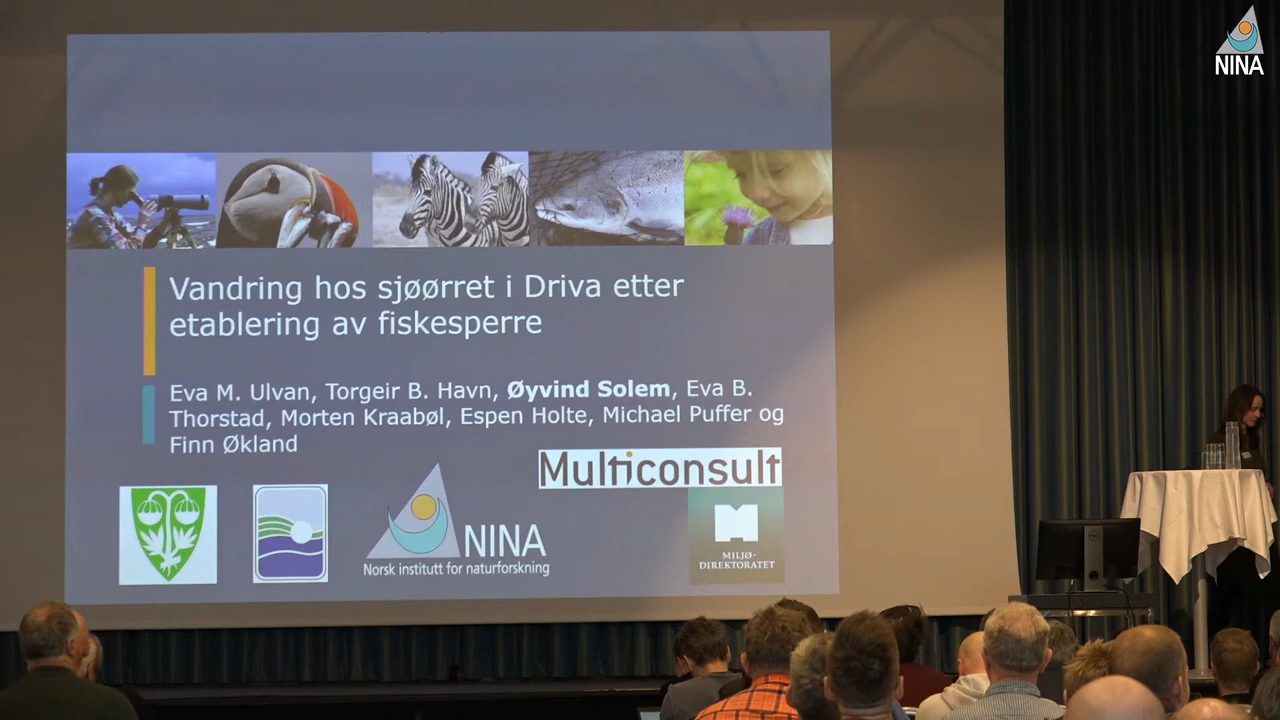 NINA
Vandring hos sjøørret i Driva etter
etablering av fiskesperre
Eva M. Ulvan, Torgeir B. Havn, Øyvind Solem, Eva B.
Thorstad, Morten Kraabøl, Espen Holte, Michael Puffer og
Finn Økland
Multiconsult
NINA
Norsk institutt for naturforskning
MILJØ-
DIREKTORATET